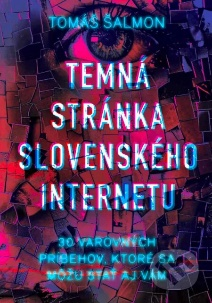 TOMÁŠ ŠALMON
TEMNÁ
STRÁNKA
SLOVENSKÉHO
INTERNETU
30 VAROVNÝCH
PRÍBEHOV, KTORÉ SA
MÔŽU STAŤ AJ VÁM